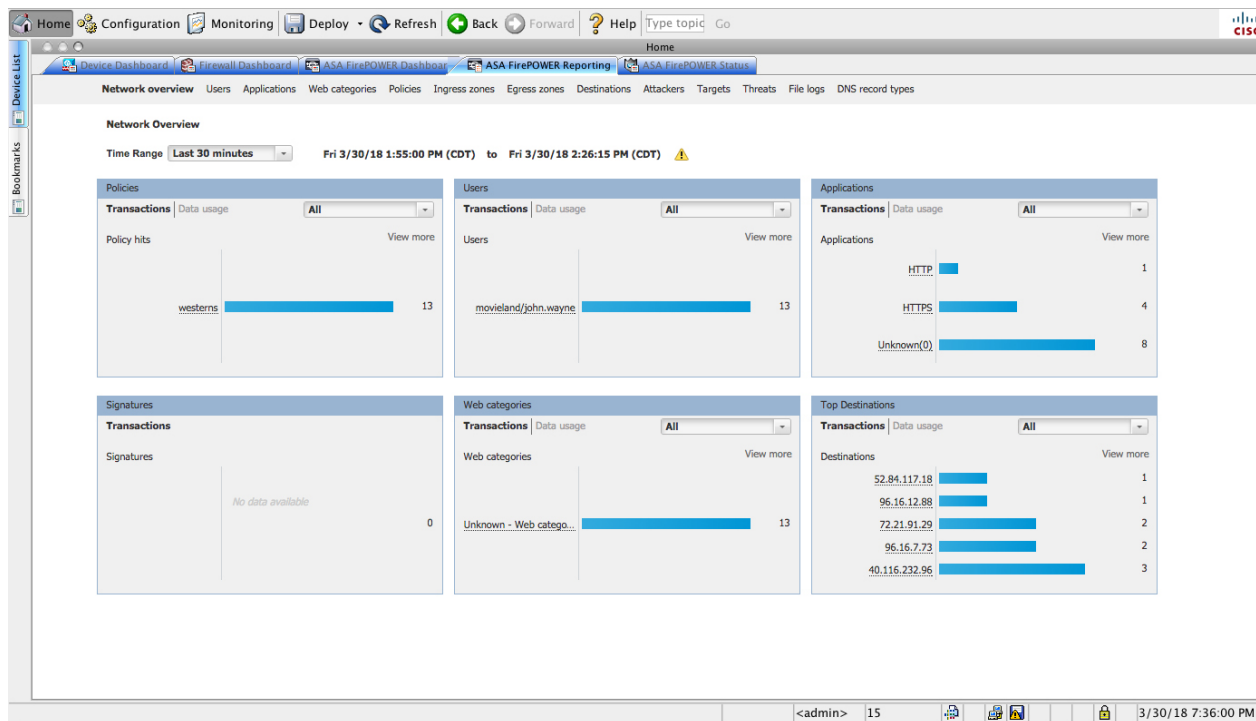 Home Configuration Monitoring Deploy Refresh Back Forward Help Type topic Go
CISCO
Home
Device List
Bookmarks
Device Dashboard Firewall Dashboard ASA FirePOWER Dashboar ASA FirePOWER Reporting ASA FirePOWER Status
Network overview Users Applications Web categories Policies Ingress zones Egress zones Destinations Attackers Targets Threats File logs DNS record types
Network Overview
Time Range Last 30 minutes Fri 3/30/18 1:55:00 PM (CDT) to Fri 3/30/18 2:26:15 PM (CDT)
Policies
Transactions Data usage All
Policy hits View more
westerns 13
Users
Transactions Data usage All
Users View more
movieland/john.wayne 13
Applications
Transactions Data usage All
Applications View more
HTTP 1
HTTPS 4
Unknown(0) 8
Signatures
Transactions
Signatures
No data available
0
Web categories
Transactions Data usage All
Web categories View more
Unknown - Web catego... 13
Top Destinations
Transactions Data usage All
Destinations View more
52.84.117.18 1
96.16.12.88 1
72.21.91.29 2
96.16.7.73 2
40.116.232.96 3
<admin> 15 3/30/18 7:36:00 PM